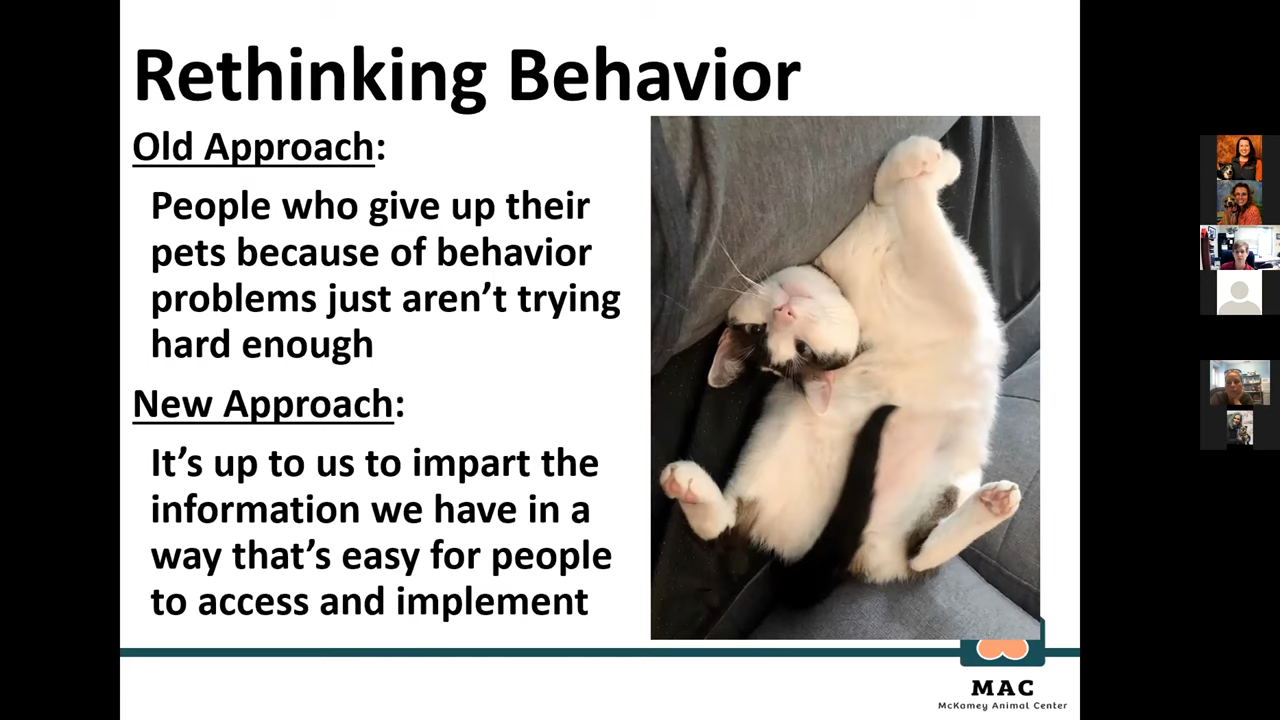 Rethinking Behavior
Old Approach:
People who give up their
pets because of behavior
problems just aren’t trying
hard enough
New Approach:
It’s up to us to impart the
information we have in a
way that’s easy for people
to access and implement
MAC
McKamey Animal Center